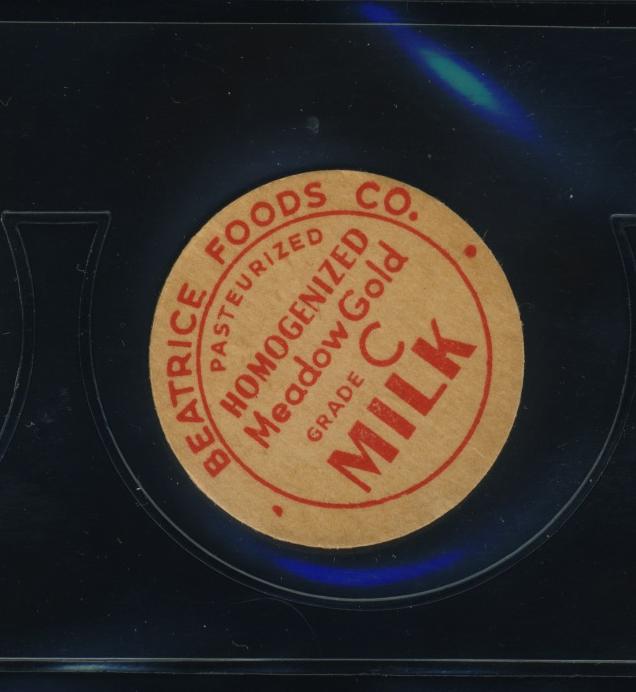 BEATRICE FOODS CO.
PASTEURIZED
HOMOGENIZED
Meadow Gold
GRADE C
MILK